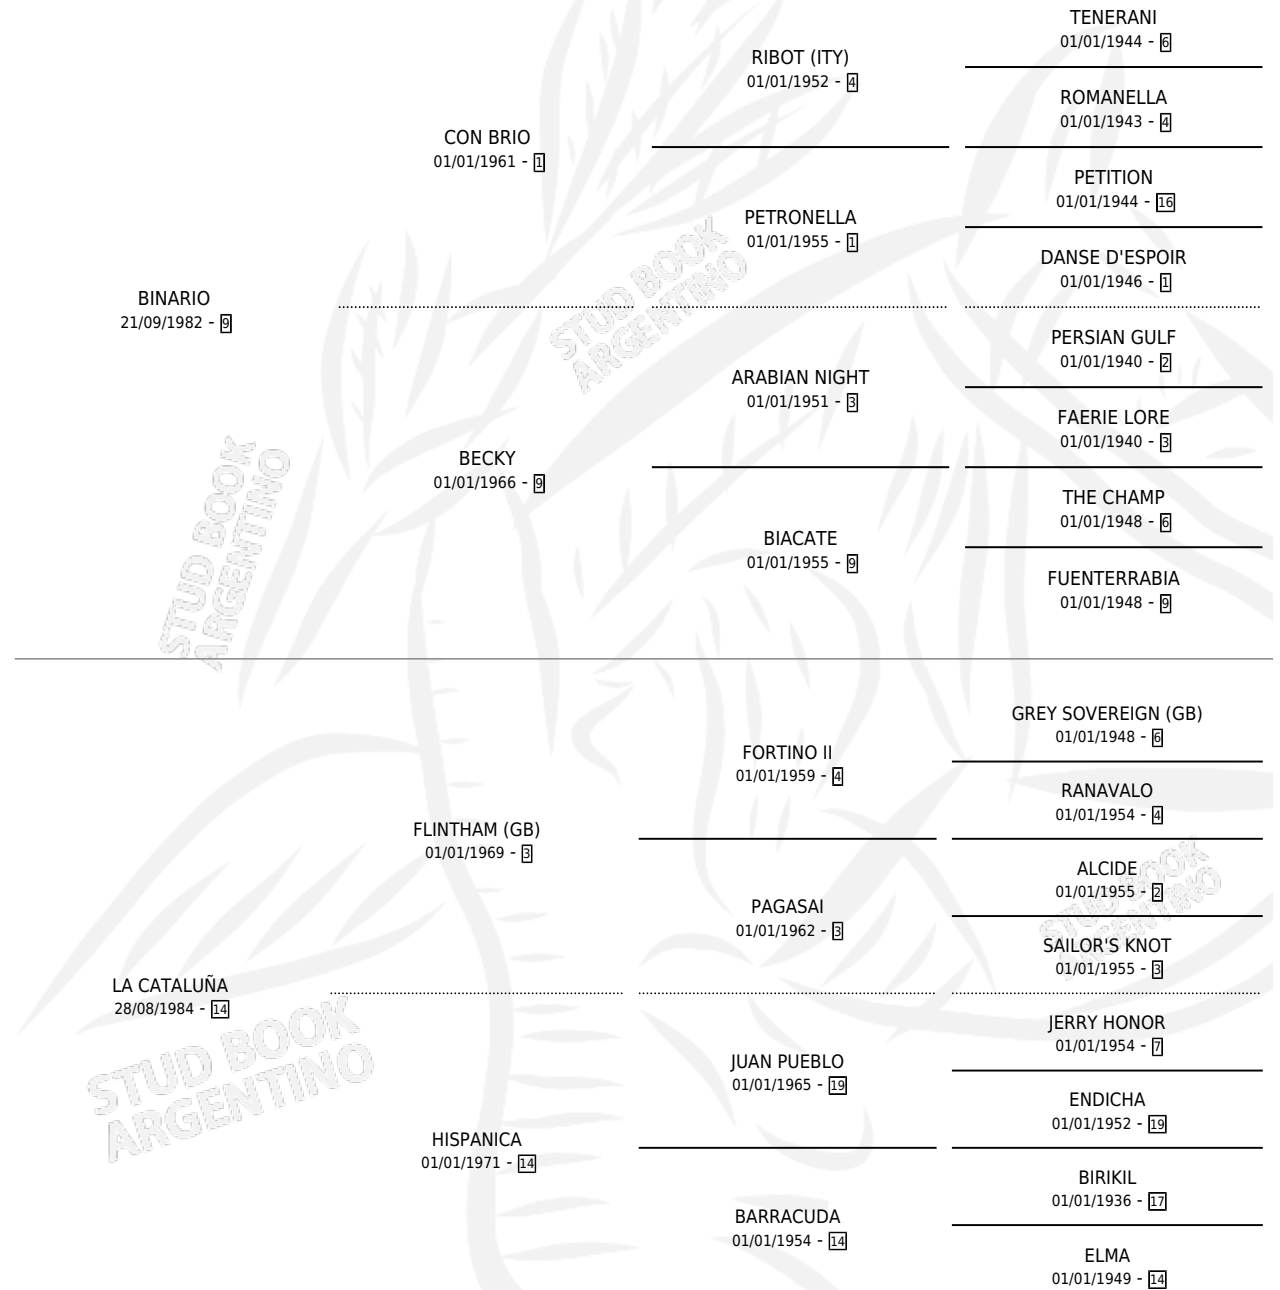 TENERANI
01/01/1944 - 6
RIBOT (ITY)
01/01/1952 - 4
ROMANELLA
01/01/1943 - 4
CON BRIO
01/01/1961 - 1
PETITION
01/01/1944 - 16
PETRONELLA
01/01/1955 - 1
DANSE D'ESPOIR
01/01/1946 - 1
BINARIO
21/09/1982 - 9
PERSIAN GULF
01/01/1940 - 2
ARABIAN NIGHT
01/01/1951 - 3
FAERIE LORE
01/01/1940 - 3
BECKY
01/01/1966 - 9
THE CHAMP
01/01/1948 - 6
BIACATE
01/01/1955 - 9
FUENTERRABIA
01/01/1948 - 9
GREY SOVEREIGN (GB)
01/01/1948 - 6
FORTINO II
01/01/1959 - 4
RANAVALO
01/01/1954 - 4
FLINTHAM (GB)
01/01/1969 - 3
ALCIDE
01/01/1955 - 2
PAGASAI
01/01/1962 - 3
SAILOR'S KNOT
01/01/1955 - 3
LA CATALUÑA
28/08/1984 - 14
JERRY HONOR
01/01/1954 - 7
JUAN PUEBLO
01/01/1965 - 19
ENDICHA
01/01/1952 - 19
HISPANICA
01/01/1971 - 14
BIRIKIL
01/01/1936 - 17
BARRACUDA
01/01/1954 - 14
ELMA
01/01/1949 - 14
STUD BOOK
ARGENTINO
STUD BOOK
ARGENTINO
STUD BOOK
ARGENTINO
STUD BOOK
ARGENTINO